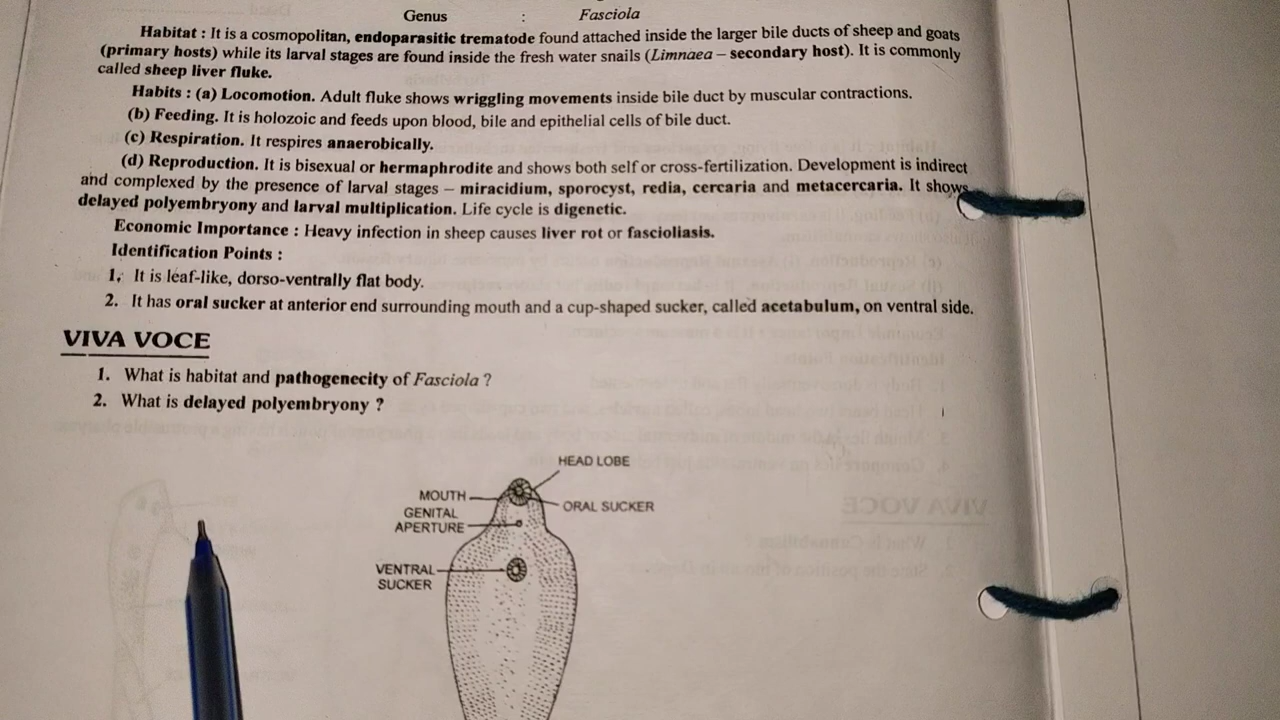 Genus : Fasciola
Habitat : It is a cosmopolitan, endoparasitic trematode found attached inside the larger bile ducts of sheep and goats
(primary hosts) while its larval stages are found inside the fresh water snails (Limnaea – secondary host). It is commonly
called sheep liver fluke.
Habits : (a) Locomotion. Adult fluke shows wriggling movements inside bile duct by muscular contractions.
(b) Feeding. It is holozoic and feeds upon blood, bile and epithelial cells of bile duct.
(c) Respiration. It respires anaerobically.
(d) Reproduction. It is bisexual or hermaphrodite and shows both self or cross-fertilization. Development is indirect
and complexed by the presence of larval stages – miracidium, sporocyst, redia, cercaria and metacercaria. It shows
delayed polyembryony and larval multiplication. Life cycle is digenetic.
Economic Importance : Heavy infection in sheep causes liver rot or fascioliasis.
Identification Points :
1. It is leaf-like, dorso-ventrally flat body.
2. It has oral sucker at anterior end surrounding mouth and a cup-shaped sucker, called acetabulum, on ventral side.
VIVA VOCE
1. What is habitat and pathogenecity of Fasciola ?
2. What is delayed polyembryony ?
HEAD LOBE
MOUTH
ORAL SUCKER
GENITAL
APERTURE
VENTRAL
SUCKER